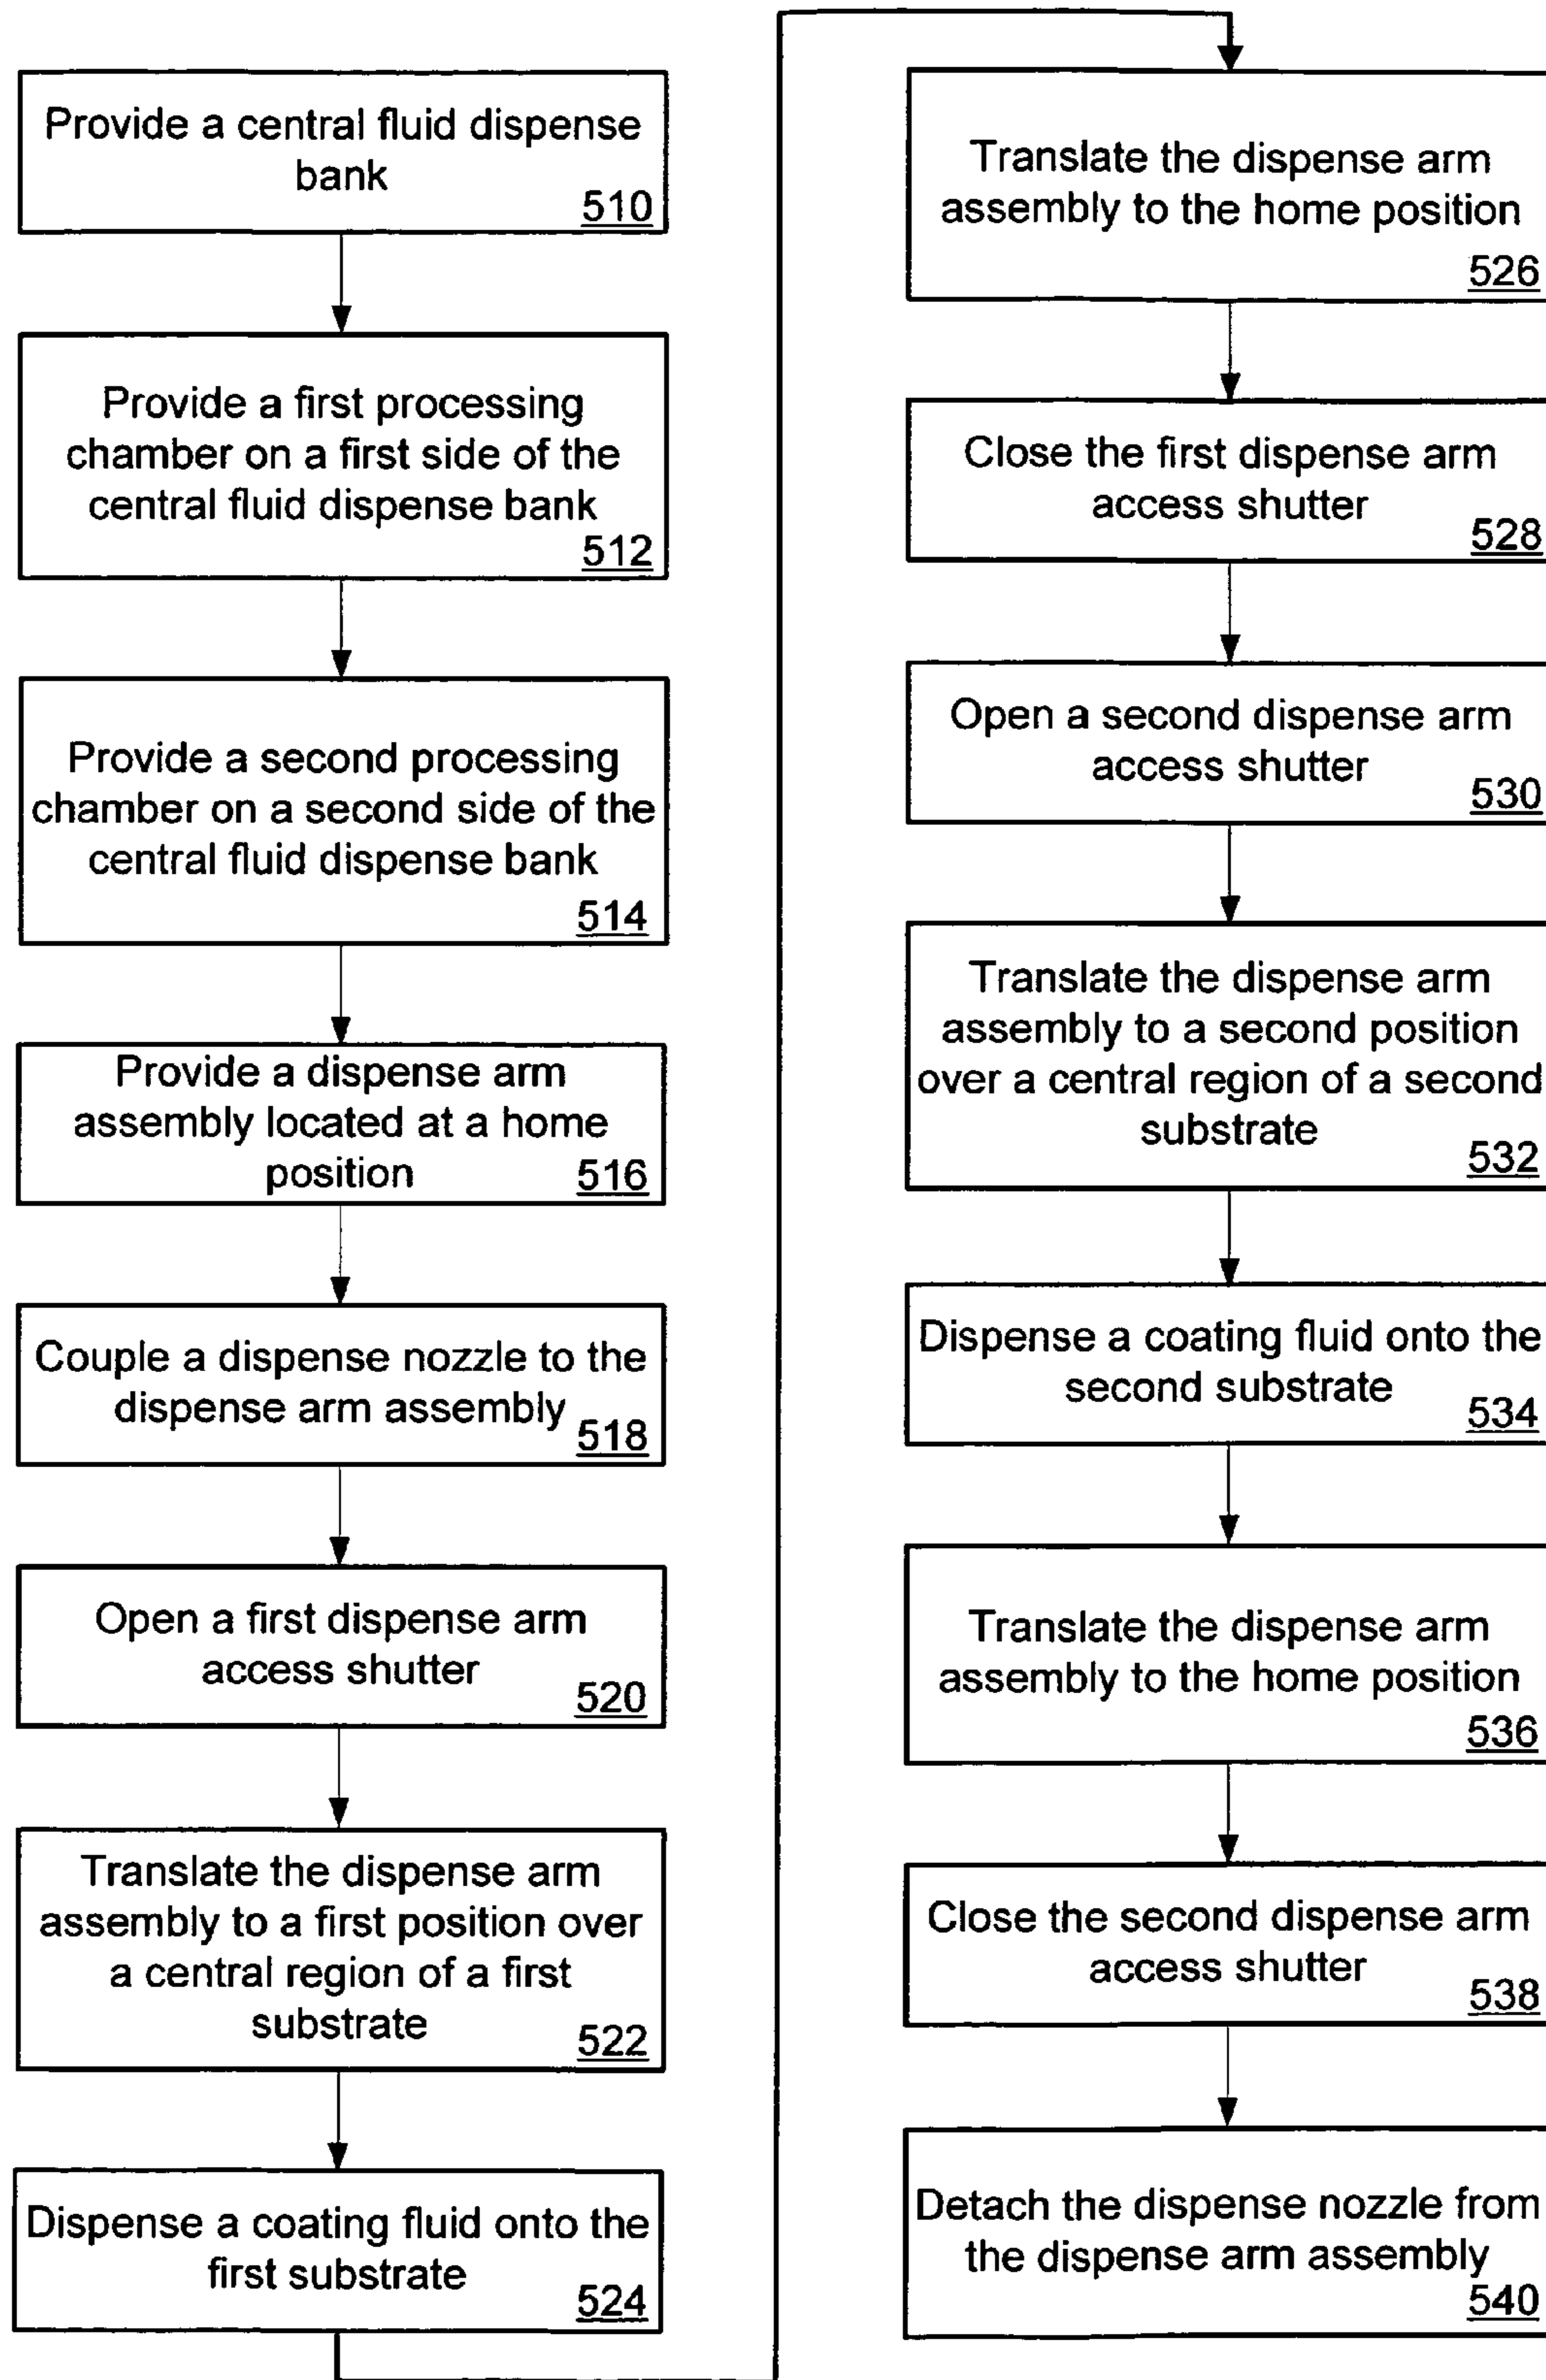 Provide a central fluid dispense
bank
510
Provide a first processing
chamber on a first side of the
central fluid dispense bank
512
Provide a second processing
chamber on a second side of the
central fluid dispense bank
514
Provide a dispense arm
assembly located at a home
position
516
Couple a dispense nozzle to the
dispense arm assembly
518
Open a first dispense arm
access shutter
520
Translate the dispense arm
assembly to a first position over
a central region of a first
substrate
522
Dispense a coating fluid onto the
first substrate
524
Translate the dispense arm
assembly to the home position
526
Close the first dispense arm
access shutter
528
Open a second dispense arm
access shutter
530
Translate the dispense arm
assembly to a second position
over a central region of a second
substrate
532
Dispense a coating fluid onto the
second substrate
534
Translate the dispense arm
assembly to the home position
536
Close the second dispense arm
access shutter
538
Detach the dispense nozzle from
the dispense arm assembly
540